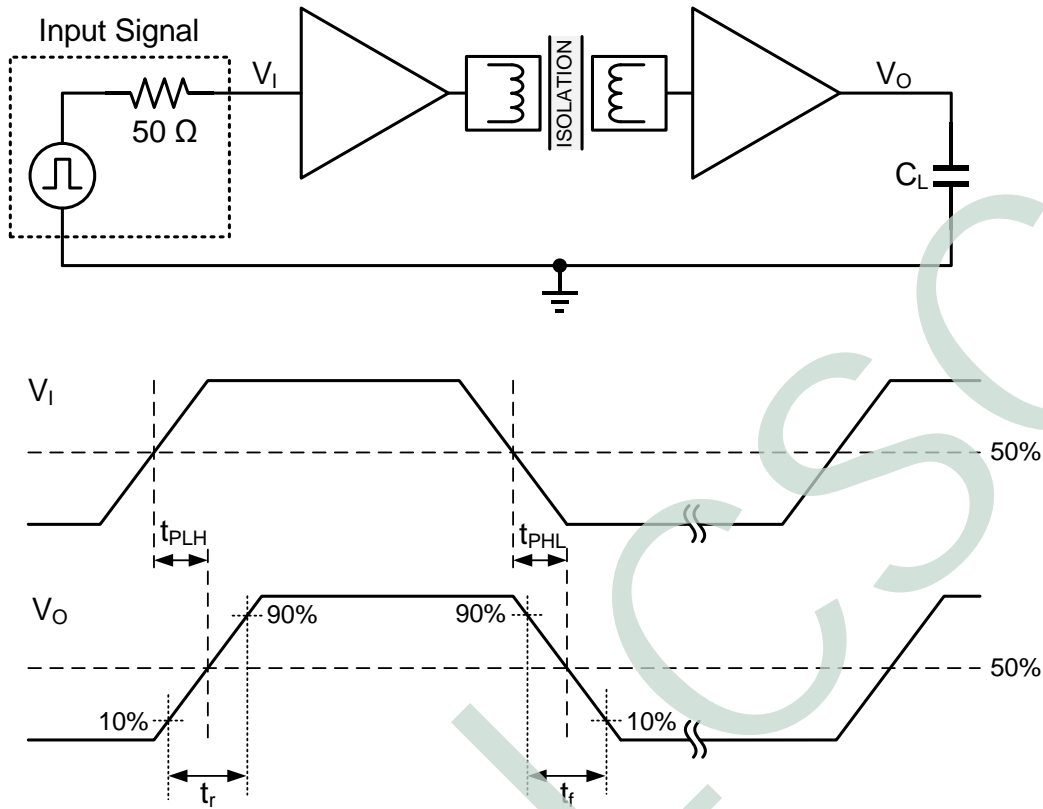 Input Signal
V_I
50 Ω
ISOLATION
V_O
C_L
V_I
50%
t_PLH
t_PHL
V_O
90%
90%
50%
10%
10%
t_r
t_f
LCSC